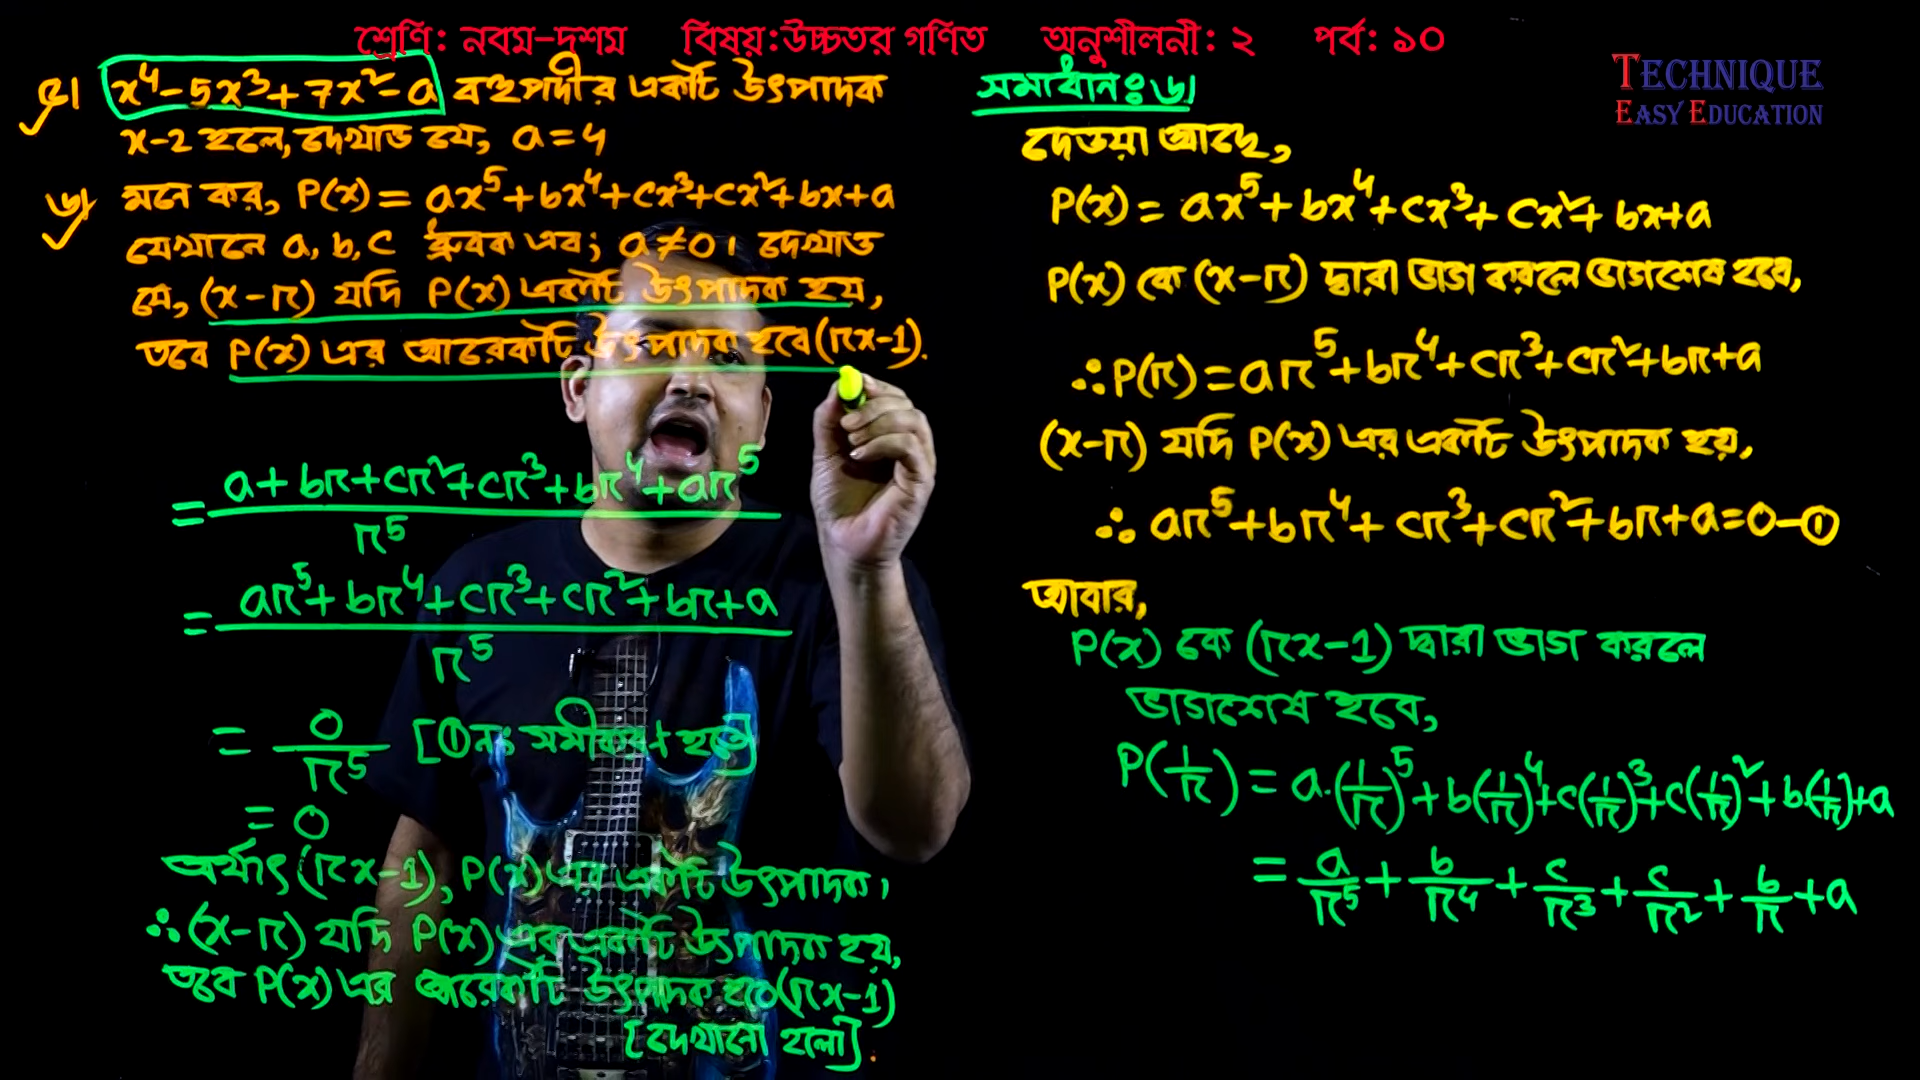 শ্রেণি: নবম-দশম বিষয়:উচ্চতর গণিত অনুশীলনী: ২ পর্ব: ১০
TECHNIQUE
EASY EDUCATION
৫। x⁴-5x³+7x²-a বহুপদীর একটি উৎপাদক
x-2 হলে, দেখাও যে, a=4
৬। মনে কর, P(x) = ax⁵+bx⁴+cx³+cx²+bx+a
যেখানে a, b, c ধ্রুবক এবং a≠0। দেখাও
যে, (x-r) যদি P(x) একটি উৎপাদক হয়,
তবে P(x) এর আরেকটি উৎপাদক হবে (rx-1).
= (a+br+cr²+cr³+br⁴+ar⁵)/r⁵
= (ar⁵+br⁴+cr³+cr²+br+a)/r⁵
= 0/r⁵ [①নং সমীকরণ হতে]
= 0
অর্থাৎ (rx-1), P(x) এর একটি উৎপাদক।
∴ (x-r) যদি P(x) এর একটি উৎপাদক হয়,
তবে P(x) এর আরেকটি উৎপাদক হবে (rx-1)
[দেখানো হলো].
সমাধানঃ ৬।
দেওয়া আছে,
P(x) = ax⁵+bx⁴+cx³+cx²+bx+a
P(x) কে (x-r) দ্বারা ভাগ করলে ভাগশেষ হবে,
∴ P(r) = ar⁵+br⁴+cr³+cr²+br+a
(x-r) যদি P(x) এর একটি উৎপাদক হয়,
∴ ar⁵+br⁴+cr³+cr²+br+a=0-①
আবার,
P(x) কে (rx-1) দ্বারা ভাগ করলে
ভাগশেষ হবে,
P(1/r) = a.(1/r)⁵+b(1/r)⁴+c(1/r)³+c(1/r)²+b(1/r)+a
= a/r⁵ + b/r⁴ + c/r³ + c/r² + b/r + a